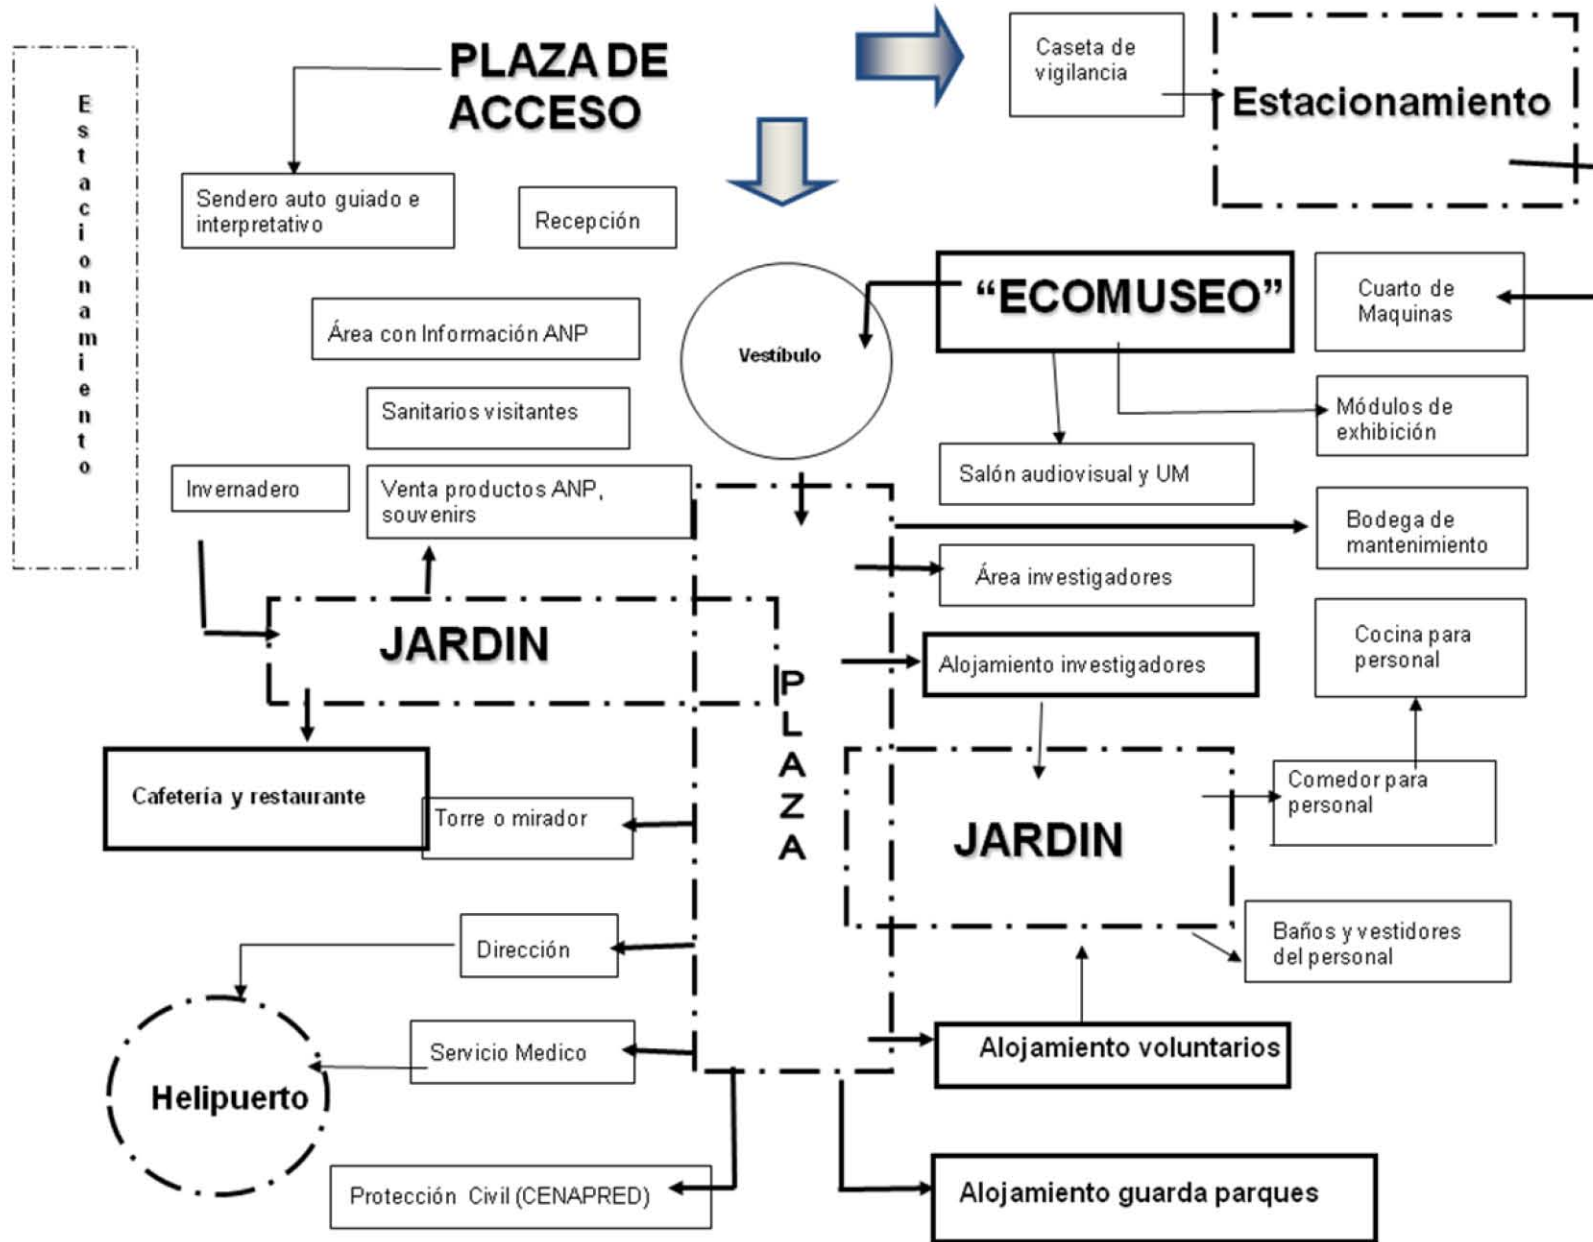 PLAZA DE
ACCESO
Caseta de
vigilancia
Estacionamiento
Estacionamiento
Sendero auto guiado e
interpretativo
Recepción
"ECOMUSEO"
Cuarto de
Maquinas
Área con Información ANP
Vestíbulo
Sanitarios visitantes
Módulos de
exhibición
Salón audiovisual y UM
Invernadero
Venta productos ANP,
souvenirs
Bodega de
mantenimiento
Área investigadores
JARDIN
Cocina para
personal
Alojamiento investigadores
PLAZA
Cafetería y restaurante
Torre o mirador
Comedor para
personal
JARDIN
Dirección
Baños y vestidores
del personal
Servicio Medico
Alojamiento voluntarios
Helipuerto
Protección Civil (CENAPRED)
Alojamiento guarda parques